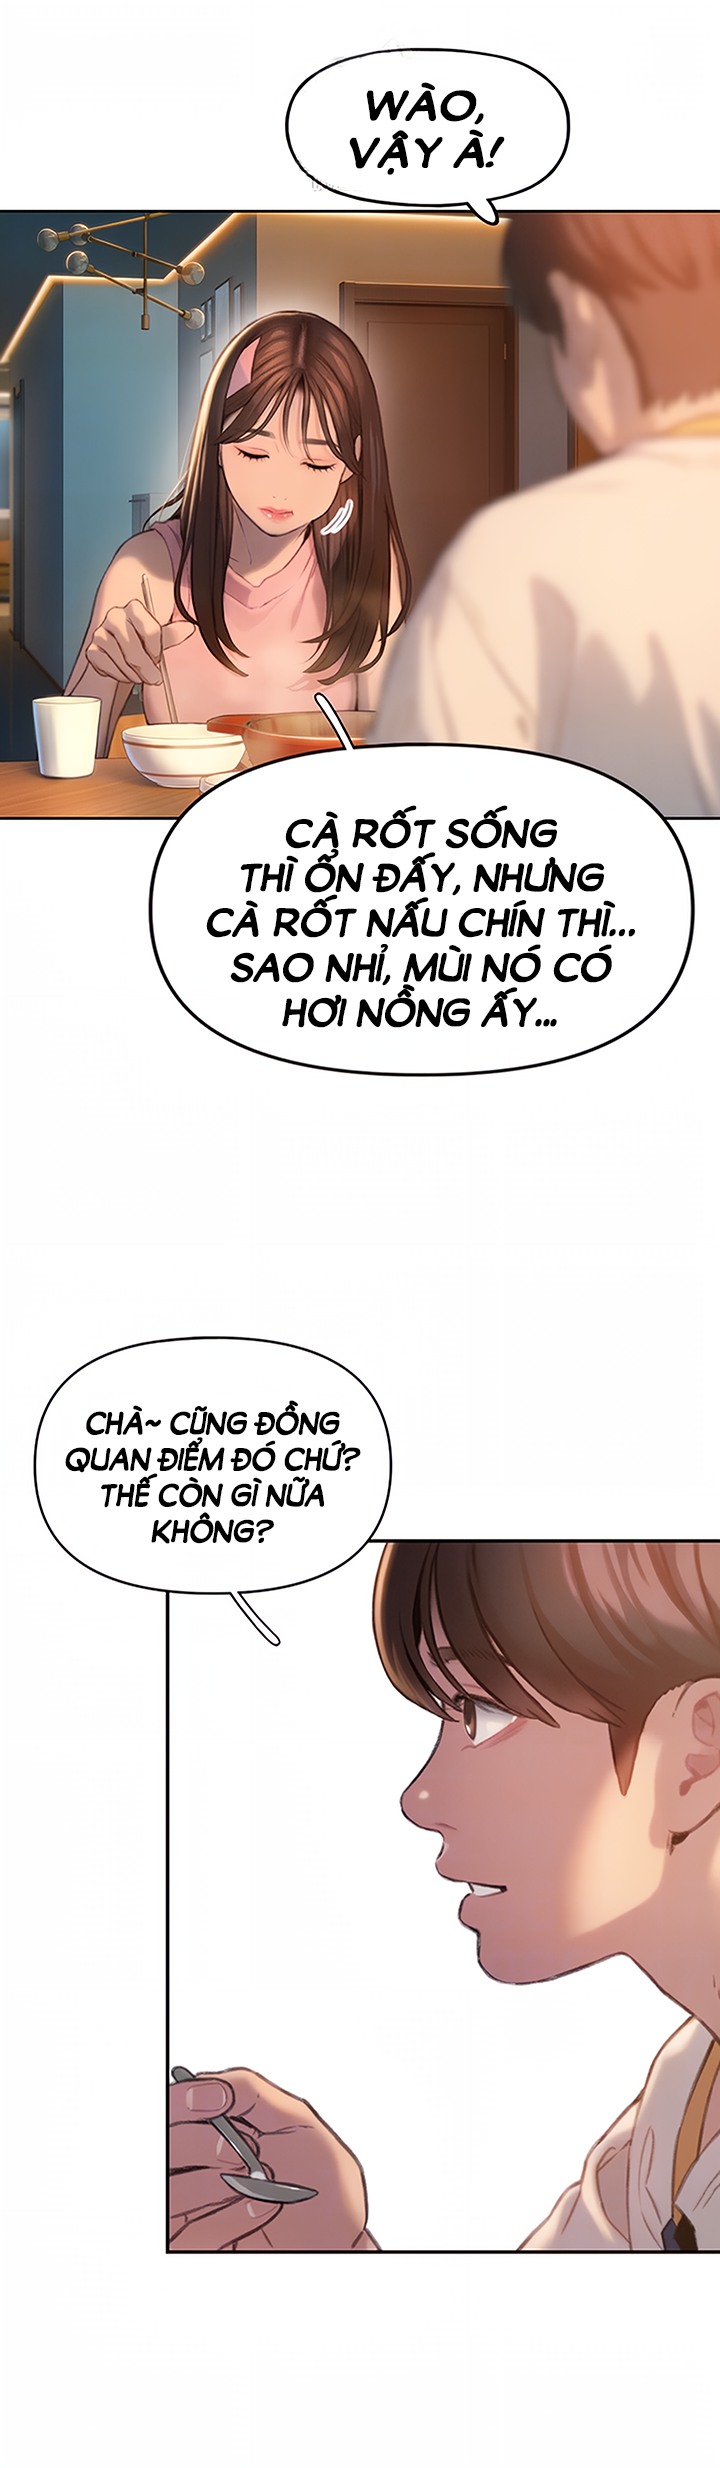 WÀO,
VẬY À!
CÀ RỐT SỐNG
THÌ ỔN ĐẤY, NHƯNG
CÀ RỐT NẤU CHÍN THÌ...
SAO NHỈ, MÙI NÓ CÓ
HƠI NỒNG ẤY...
CHÀ~ CŨNG ĐỒNG
QUAN ĐIỂM ĐÓ CHỨ?
THẾ CÒN GÌ NỮA
KHÔNG?